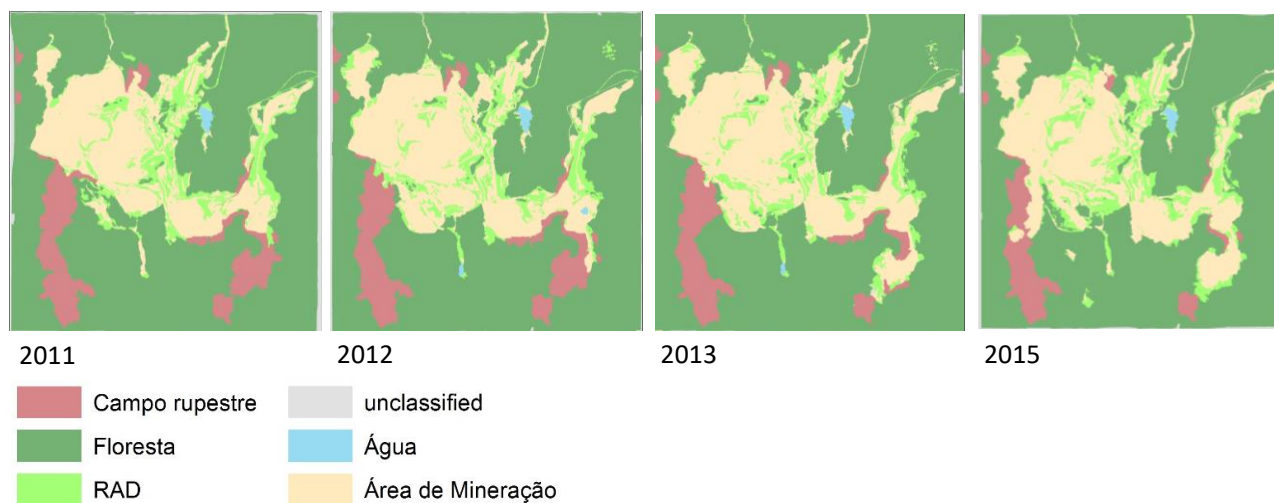 2011 2012 2013 2015
Campo rupestre unclassified
Floresta Água
RAD Área de Mineração